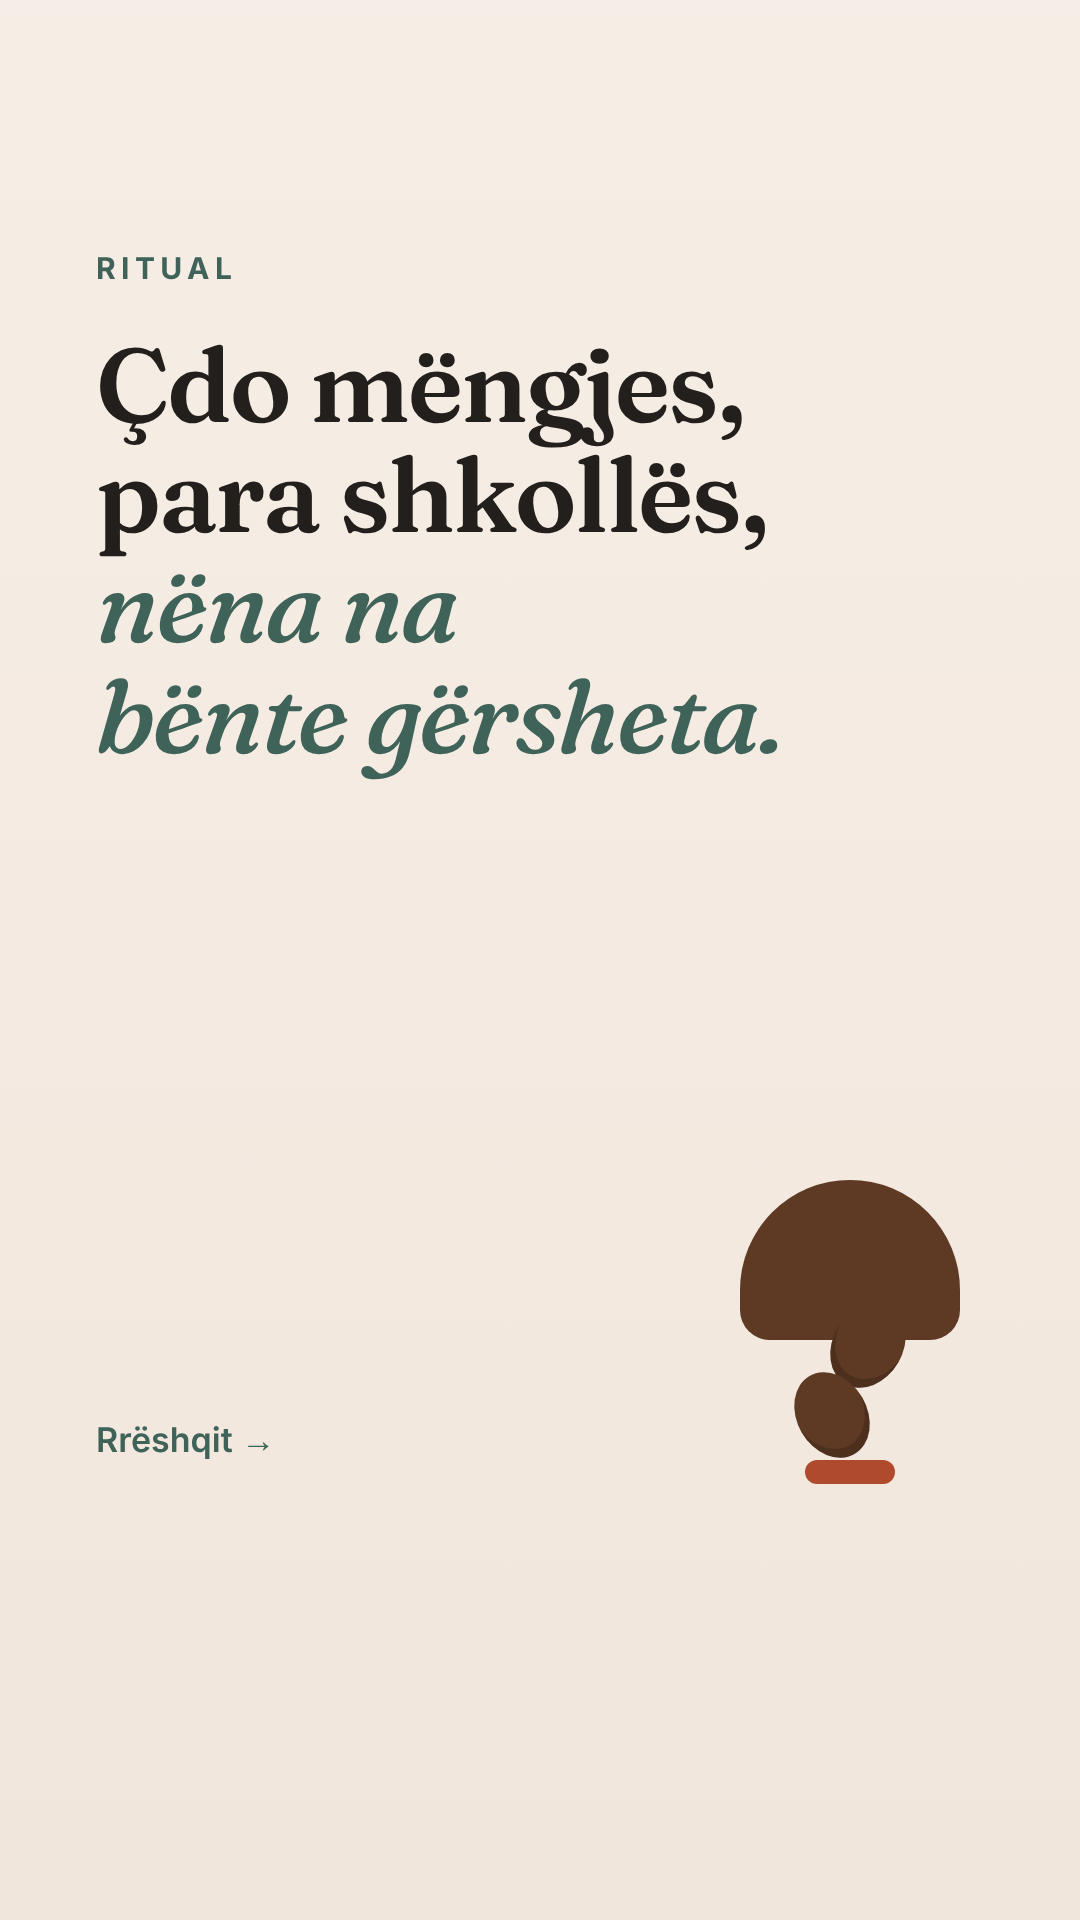 RITUAL
Çdo mëngjes,
para shkollës,
nëna na
bënte gërsheta.
Rrëshqit →